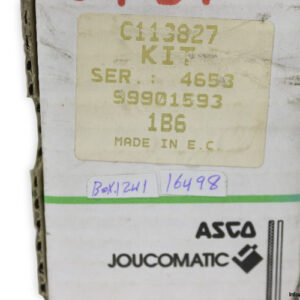 C113827
KIT
SER.: 4653
99901593
1B6
MADE IN E.C.
Box1241 16498
ASCO
JOUCOMATIC